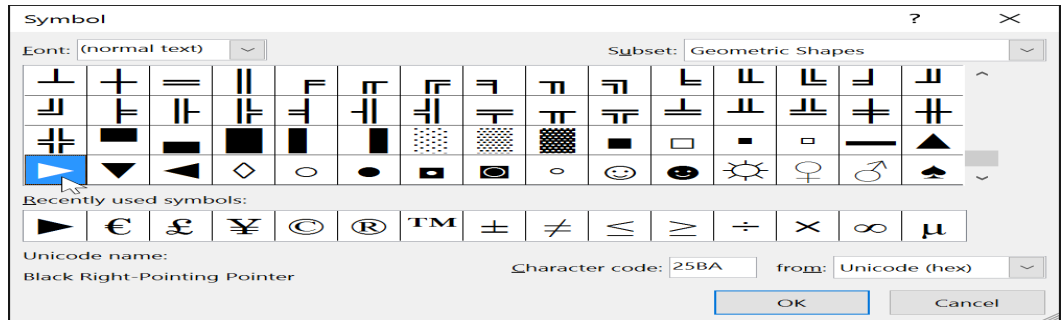 Symbol ?
Font: (normal text) Subset: Geometric Shapes
┴ ┼ ═ ║ ╒ ╓ ╔ ╕ ╖ ╗ ╘ ╙ ╚ ╛ ╜
╝ ╞ ╟ ╠ ╡ ╢ ╣ ╤ ╥ ╦ ╧ ╨ ╩ ╪ ╫
╬ ▀ ▄ █ ▌ ▐ ░ ▒ ▓ ■ □ ▪ ▫ ▬ ▲
► ▼ ◄ ◊ ○ ● ◘ ◙ ◦ ☺ ☻ ☼ ♀ ♂ ♠
Recently used symbols:
► € £ ¥ © ® ™ ± ≠ ≤ ≥ ÷ × ∞ µ
Unicode name:
Black Right-Pointing Pointer
Character code: 25BA from: Unicode (hex)
OK Cancel